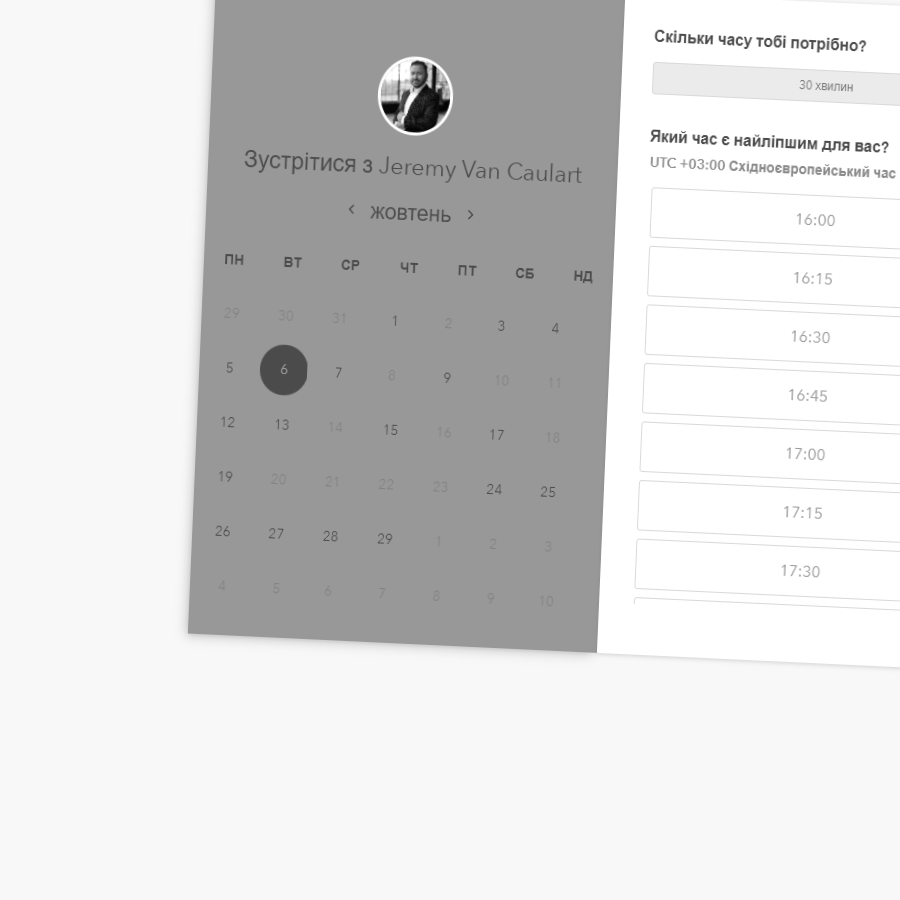 Зустрітися з Jeremy Van Caulart
‹ жовтень ›
ПН ВТ СР ЧТ ПТ СБ НД
29 30 31 1 2 3 4
5 6 7 8 9 10 11
12 13 14 15 16 17 18
19 20 21 22 23 24 25
26 27 28 29 1 2 3
4 5 6 7 8 9 10
Скільки часу тобі потрібно?
30 хвилин
Який час є найліпшим для вас?
UTC +03:00 Східноєвропейський час
16:00
16:15
16:30
16:45
17:00
17:15
17:30